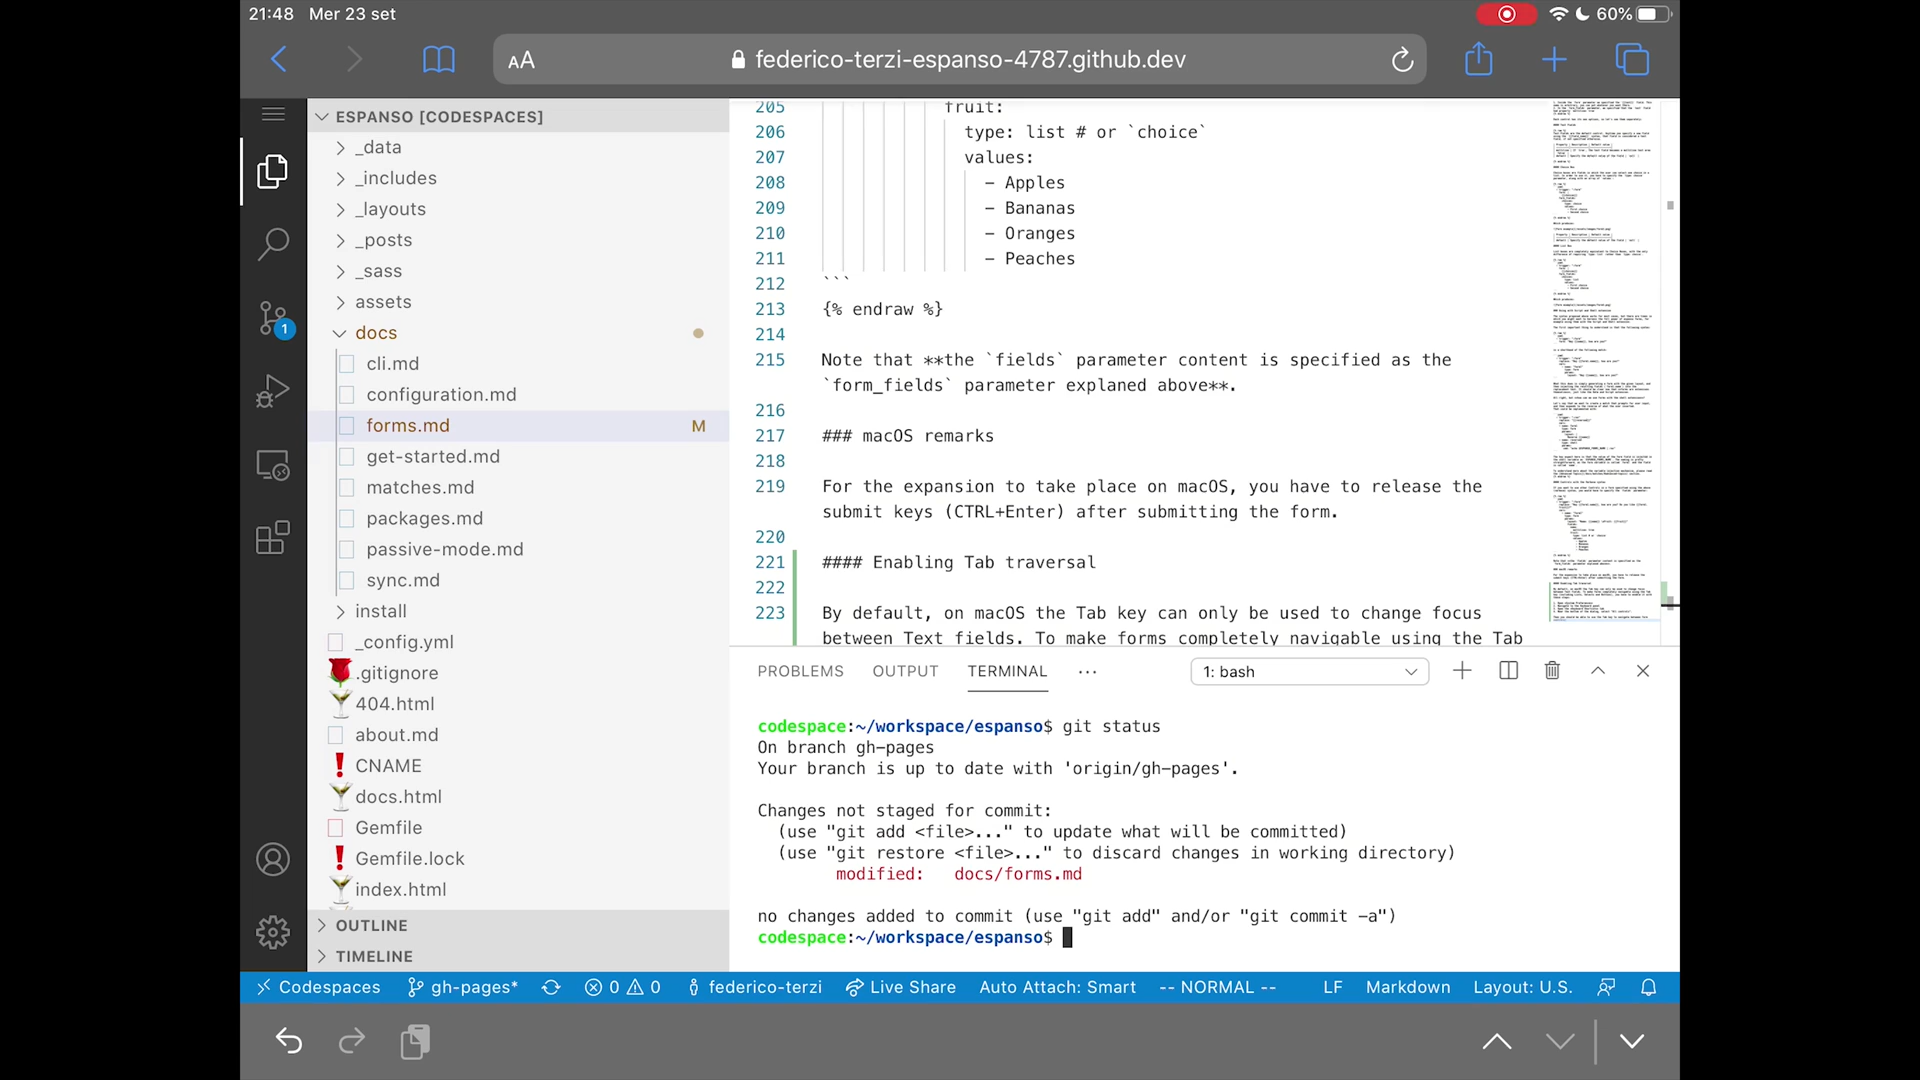 21:48 Mer 23 set
60%
AA
federico-terzi-espanso-4787.github.dev
ESPANSO [CODESPACES]
_data
_includes
_layouts
_posts
_sass
assets
1
docs
cli.md
configuration.md
forms.md M
get-started.md
matches.md
packages.md
passive-mode.md
sync.md
install
_config.yml
.gitignore
404.html
about.md
CNAME
docs.html
Gemfile
Gemfile.lock
index.html
OUTLINE
TIMELINE
205 fruit:
206 type: list # or `choice`
207 values:
208 - Apples
209 - Bananas
210 - Oranges
211 - Peaches
212 ```
213 {% endraw %}
214
215 Note that **the `fields` parameter content is specified as the
`form_fields` parameter explaned above**.
216
217 ### macOS remarks
218
219 For the expansion to take place on macOS, you have to release the
submit keys (CTRL+Enter) after submitting the form.
220
221 #### Enabling Tab traversal
222
223 By default, on macOS the Tab key can only be used to change focus
between Text fields. To make forms completely navigable using the Tab
PROBLEMS OUTPUT TERMINAL ··· 1: bash
codespace:~/workspace/espanso$ git status
On branch gh-pages
Your branch is up to date with 'origin/gh-pages'.
Changes not staged for commit:
(use "git add <file>..." to update what will be committed)
(use "git restore <file>..." to discard changes in working directory)
modified: docs/forms.md
no changes added to commit (use "git add" and/or "git commit -a")
codespace:~/workspace/espanso$
Codespaces gh-pages* 0 0 federico-terzi Live Share Auto Attach: Smart -- NORMAL -- LF Markdown Layout: U.S.